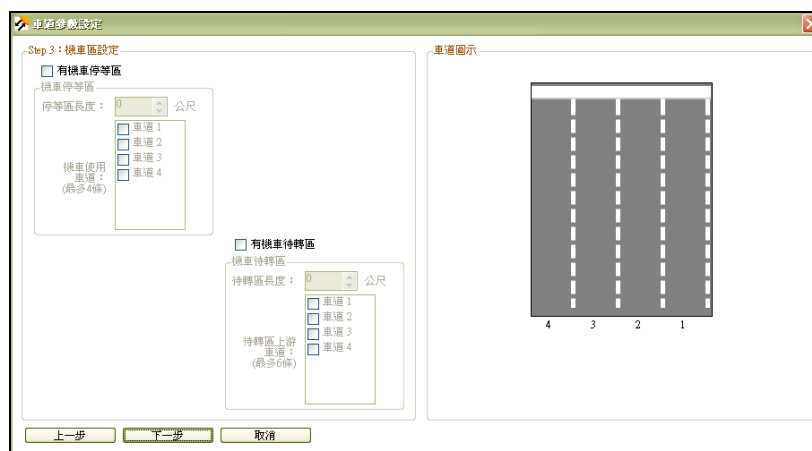 車道參數設定
Step 3：機車區設定
有機車停等區
機車停等區
停等區長度： 0 公尺
車道 1
車道 2
車道 3
車道 4
機車使用
車道：
(最多4條)
有機車待轉區
機車待轉區
待轉區長度： 0 公尺
車道 1
車道 2
車道 3
車道 4
待轉區上游
車道：
(最多6條)
車道圖示
4 3 2 1
上一步 下一步 取消